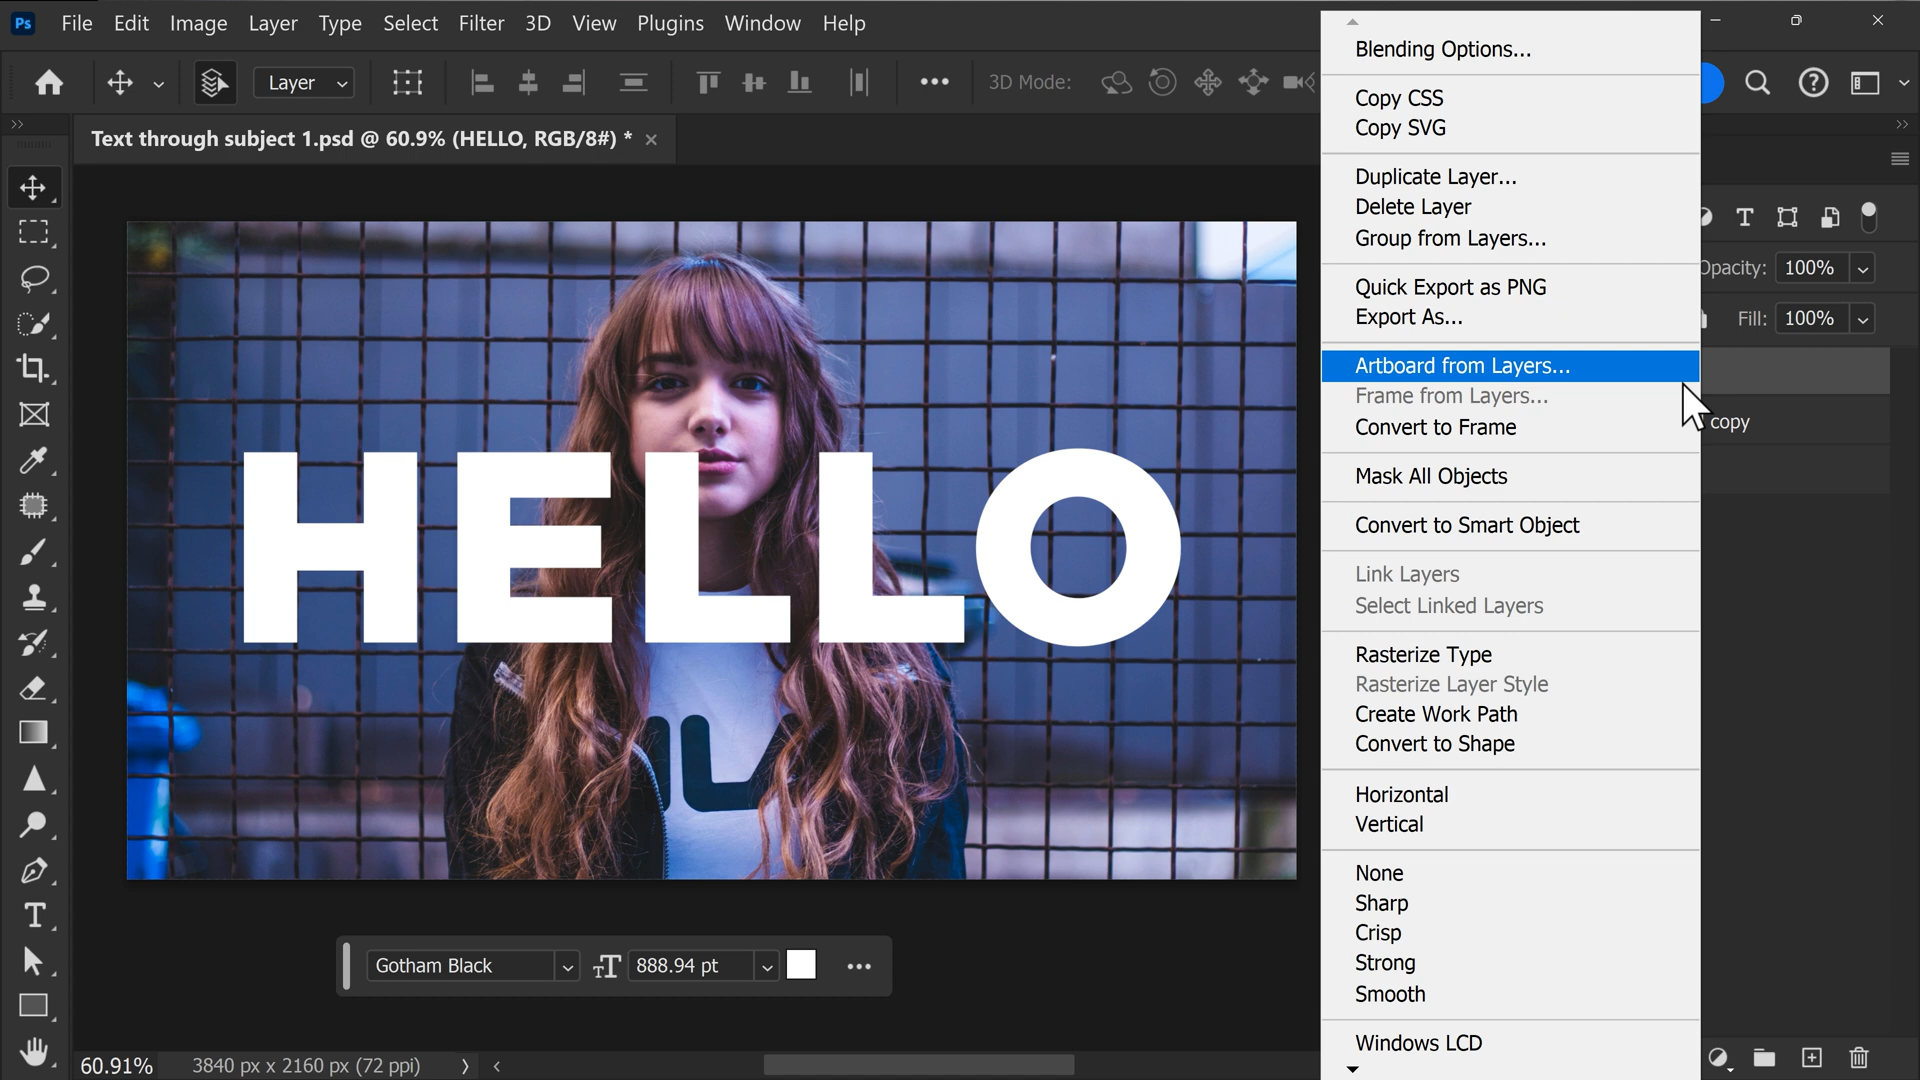 Ps File Edit Image Layer Type Select Filter 3D View Plugins Window Help
Layer
3D Mode:
Text through subject 1.psd @ 60.9% (HELLO, RGB/8#) *
HELLO
Gotham Black
888.94 pt
60.91% 3840 px x 2160 px (72 ppi)
Blending Options...
Copy CSS
Copy SVG
Duplicate Layer...
Delete Layer
Group from Layers...
Quick Export as PNG
Export As...
Artboard from Layers...
Frame from Layers...
Convert to Frame
Mask All Objects
Convert to Smart Object
Link Layers
Select Linked Layers
Rasterize Type
Rasterize Layer Style
Create Work Path
Convert to Shape
Horizontal
Vertical
None
Sharp
Crisp
Strong
Smooth
Windows LCD
Opacity: 100%
Fill: 100%
copy